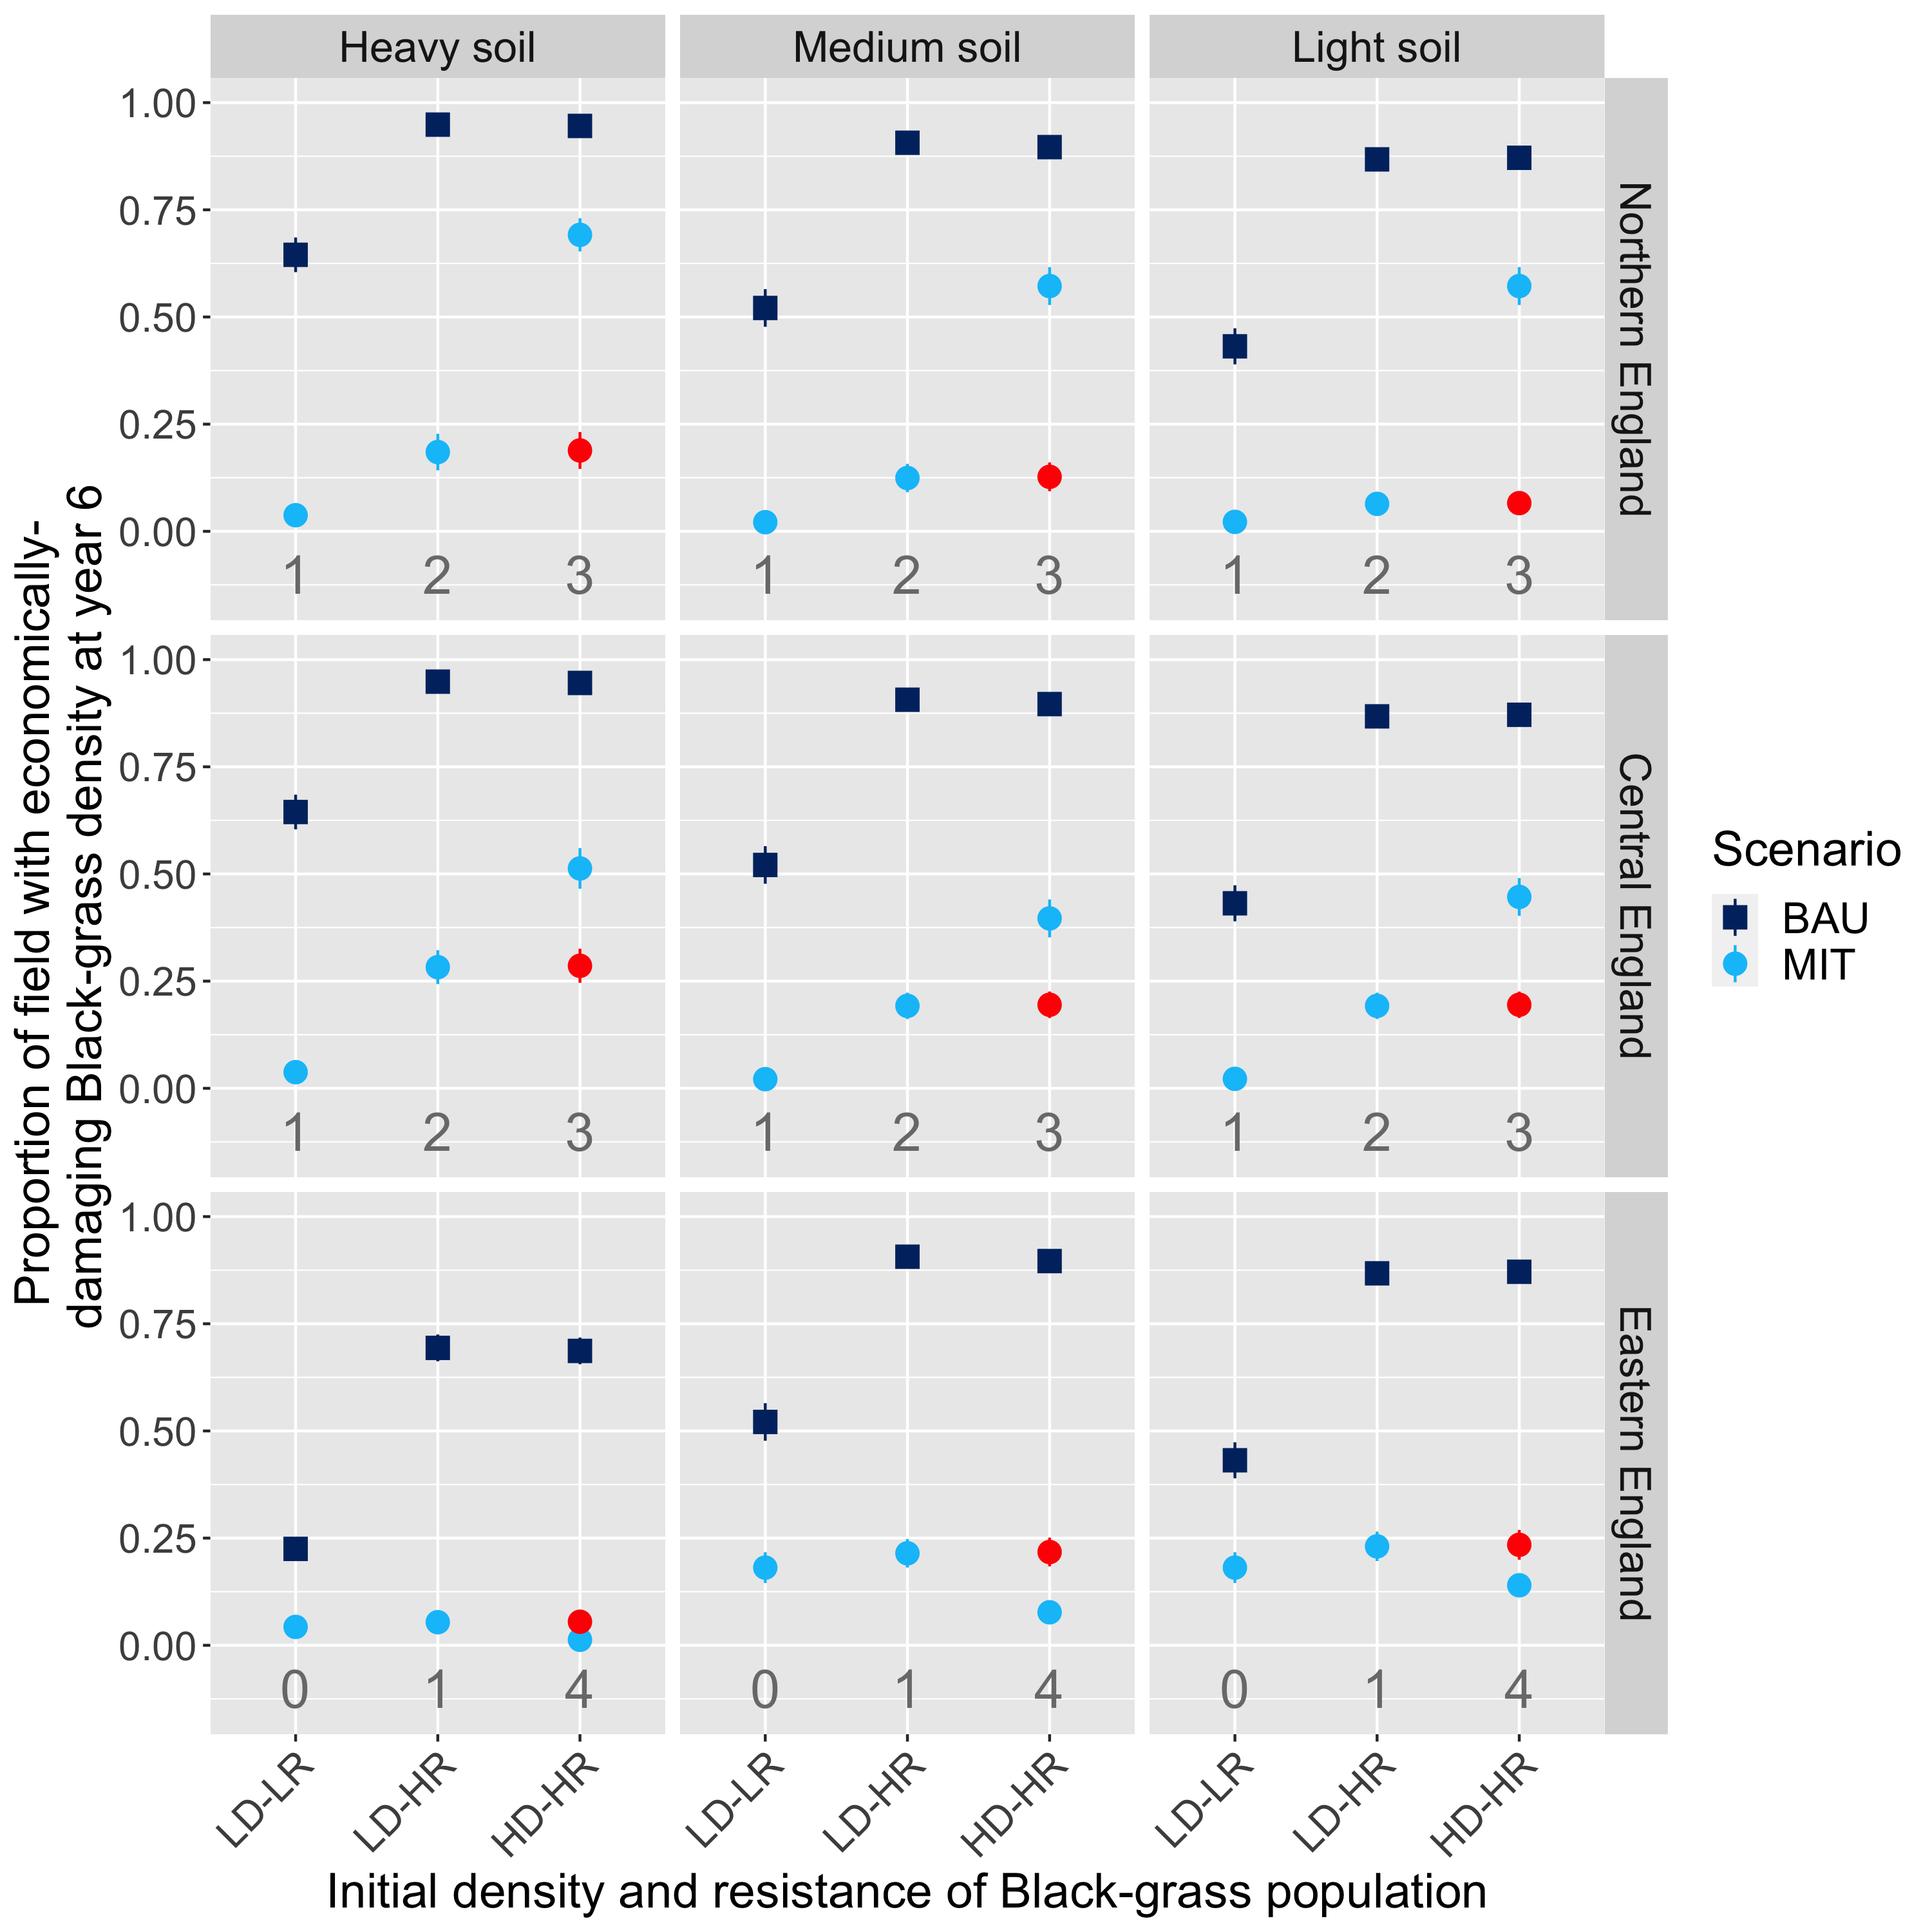 Heavy soil
Medium soil
Light soil
Northern England
Central England
Eastern England
Proportion of field with economically-
damaging Black-grass density at year 6
1.00
0.75
0.50
0.25
0.00
1 2 3
1 2 3
1 2 3
1.00
0.75
0.50
0.25
0.00
1 2 3
1 2 3
1 2 3
1.00
0.75
0.50
0.25
0.00
0 1 4
0 1 4
0 1 4
LD-LR
LD-HR
HD-HR
LD-LR
LD-HR
HD-HR
LD-LR
LD-HR
HD-HR
Initial density and resistance of Black-grass population
Scenario
BAU
MIT